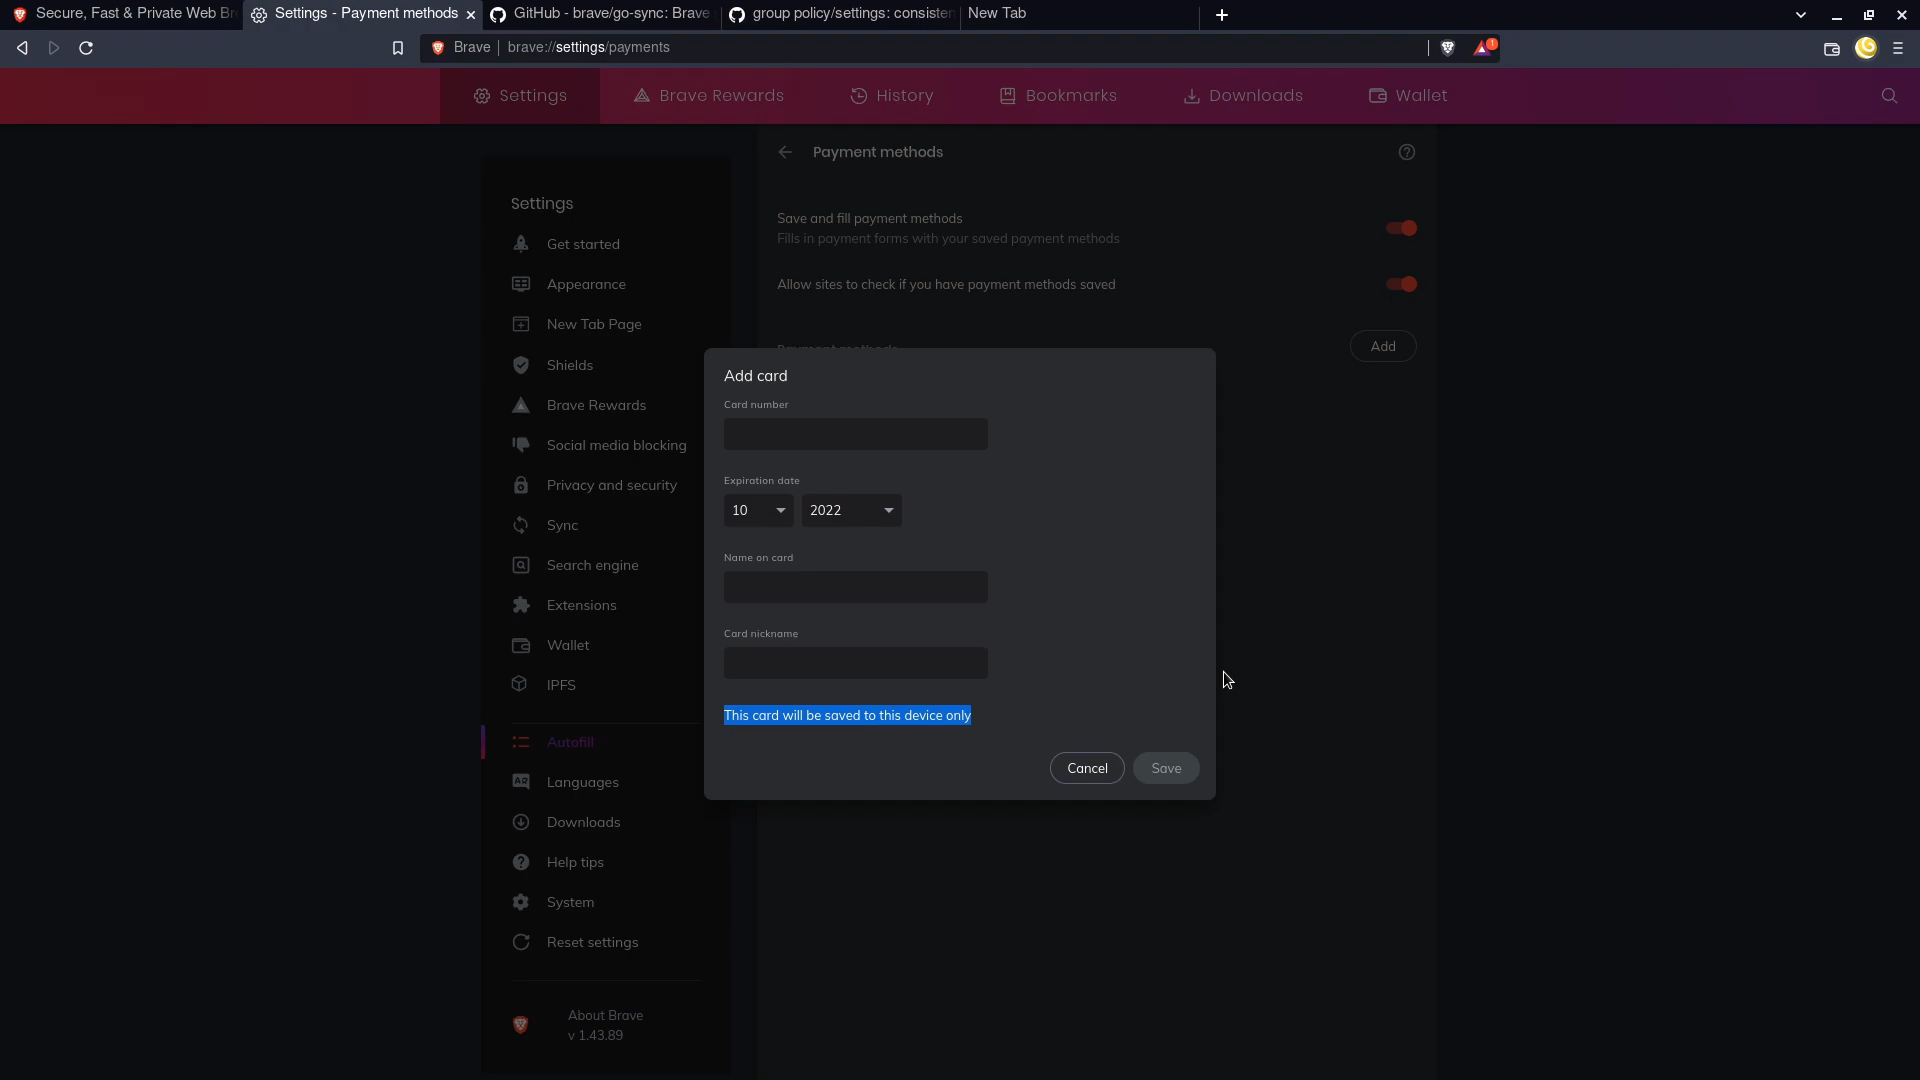 Secure, Fast & Private Web Br
Settings - Payment methods
GitHub - brave/go-sync: Brave
group policy/settings: consisten
New Tab
Brave
brave://settings/payments
1
Settings
Brave Rewards
History
Bookmarks
Downloads
Wallet
Settings
Get started
Appearance
New Tab Page
Shields
Brave Rewards
Social media blocking
Privacy and security
Sync
Search engine
Extensions
Wallet
IPFS
Autofill
Languages
Downloads
Help tips
System
Reset settings
About Brave
v 1.43.89
Payment methods
Save and fill payment methods
Fills in payment forms with your saved payment methods
Allow sites to check if you have payment methods saved
Payment methods
Add
Add card
Card number
Expiration date
10
2022
Name on card
Card nickname
This card will be saved to this device only
Cancel
Save